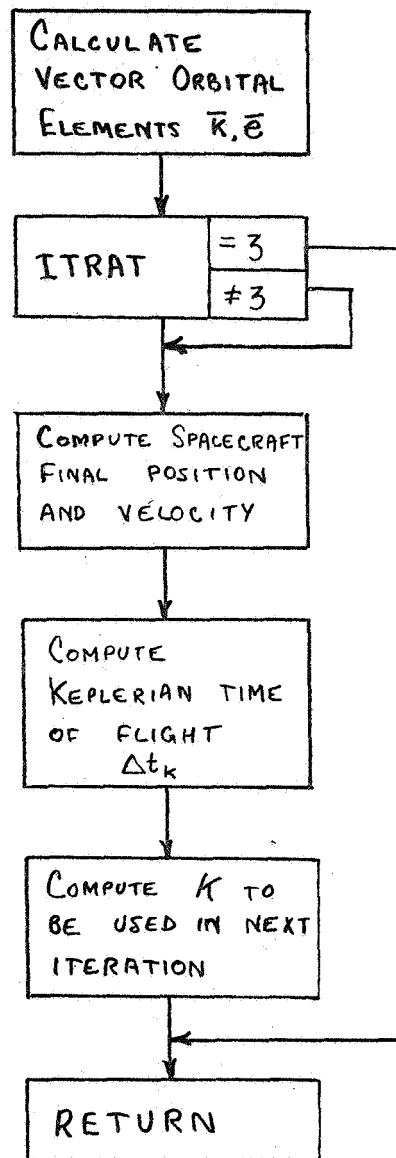 CALCULATE
VECTOR ORBITAL
ELEMENTS k̅, e̅
ITRAT
= 3
≠ 3
COMPUTE SPACECRAFT
FINAL POSITION
AND VELOCITY
COMPUTE
KEPLERIAN TIME
OF FLIGHT
Δtₖ
COMPUTE K TO
BE USED IN NEXT
ITERATION
RETURN